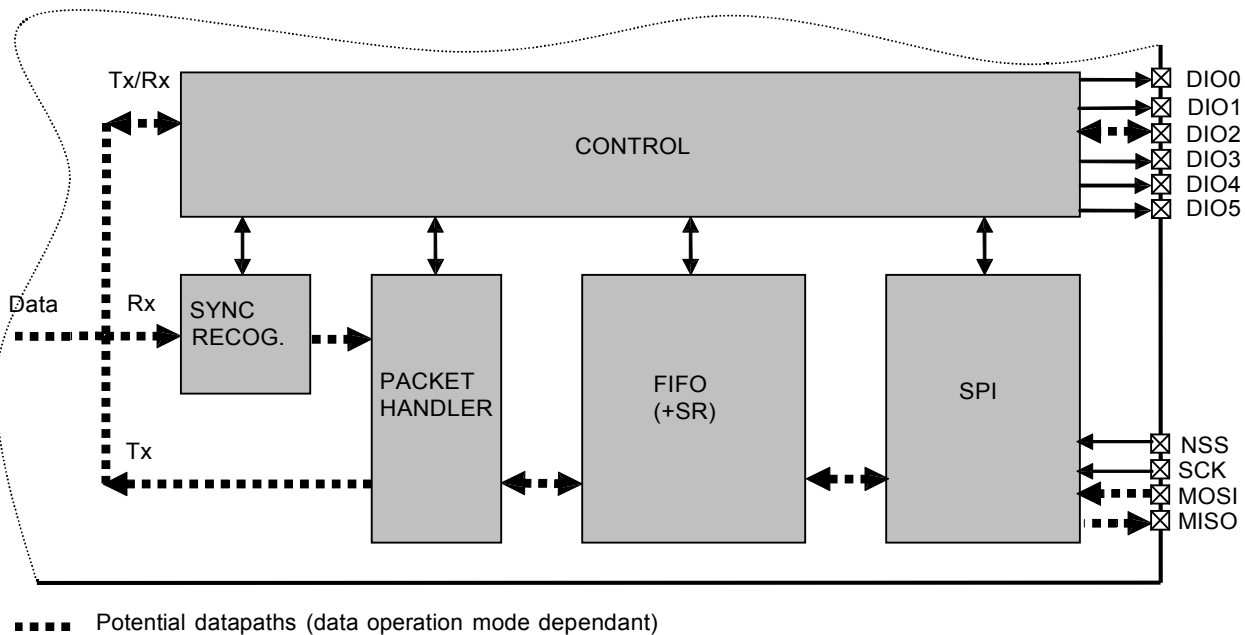 Tx/Rx
CONTROL
DIO0
DIO1
DIO2
DIO3
DIO4
DIO5
Data
Rx
SYNC
RECOG.
PACKET
HANDLER
FIFO
(+SR)
SPI
Tx
NSS
SCK
MOSI
MISO
Potential datapaths (data operation mode dependant)